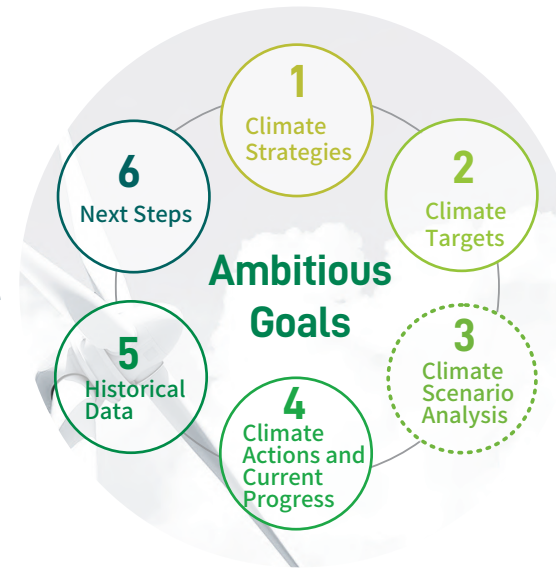 1
Climate
Strategies
2
Climate
Targets
3
Climate
Scenario
Analysis
4
Climate
Actions and
Current
Progress
5
Historical
Data
6
Next Steps
Ambitious
Goals